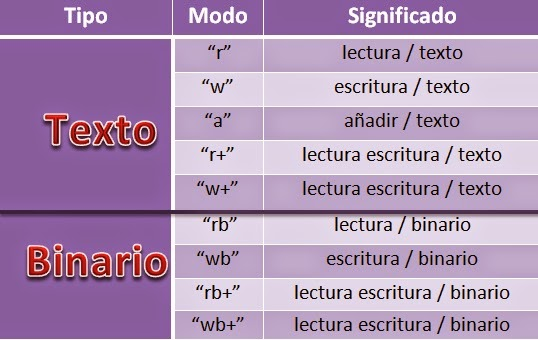 Tipo Modo Significado
Texto
“r” lectura / texto
“w” escritura / texto
“a” añadir / texto
“r+” lectura escritura / texto
“w+” lectura escritura / texto
Binario
“rb” lectura / binario
“wb” escritura / binario
“rb+” lectura escritura / binario
“wb+” lectura escritura / binario